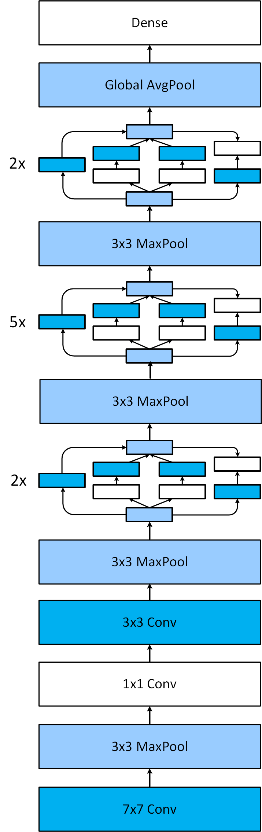 Dense
Global AvgPool
2x
3x3 MaxPool
5x
3x3 MaxPool
2x
3x3 MaxPool
3x3 Conv
1x1 Conv
3x3 MaxPool
7x7 Conv